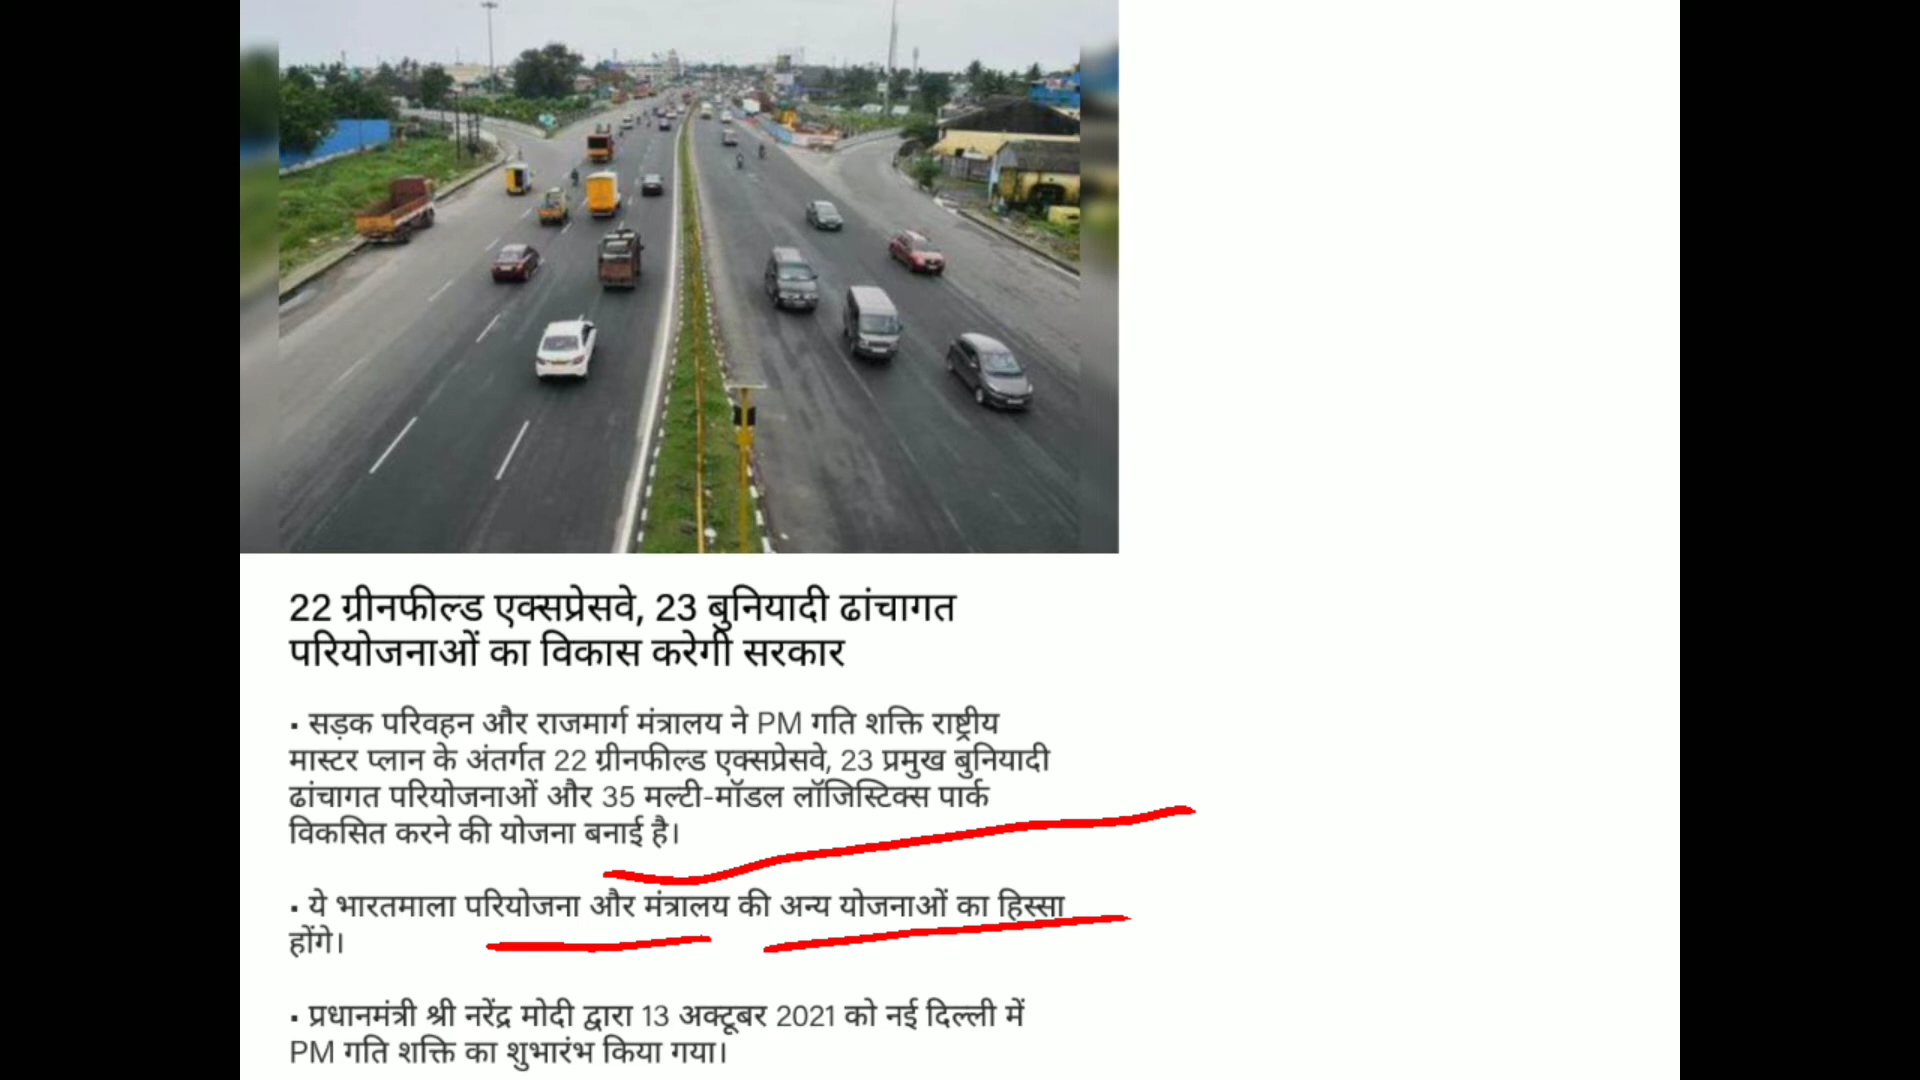 22 ग्रीनफील्ड एक्सप्रेसवे, 23 बुनियादी ढांचागत
परियोजनाओं का विकास करेगी सरकार
▪ सड़क परिवहन और राजमार्ग मंत्रालय ने PM गति शक्ति राष्ट्रीय
मास्टर प्लान के अंतर्गत 22 ग्रीनफील्ड एक्सप्रेसवे, 23 प्रमुख बुनियादी
ढांचागत परियोजनाओं और 35 मल्टी-मॉडल लॉजिस्टिक्स पार्क
विकसित करने की योजना बनाई है।
▪ ये भारतमाला परियोजना और मंत्रालय की अन्य योजनाओं का हिस्सा
होंगे।
▪ प्रधानमंत्री श्री नरेंद्र मोदी द्वारा 13 अक्टूबर 2021 को नई दिल्ली में
PM गति शक्ति का शुभारंभ किया गया।